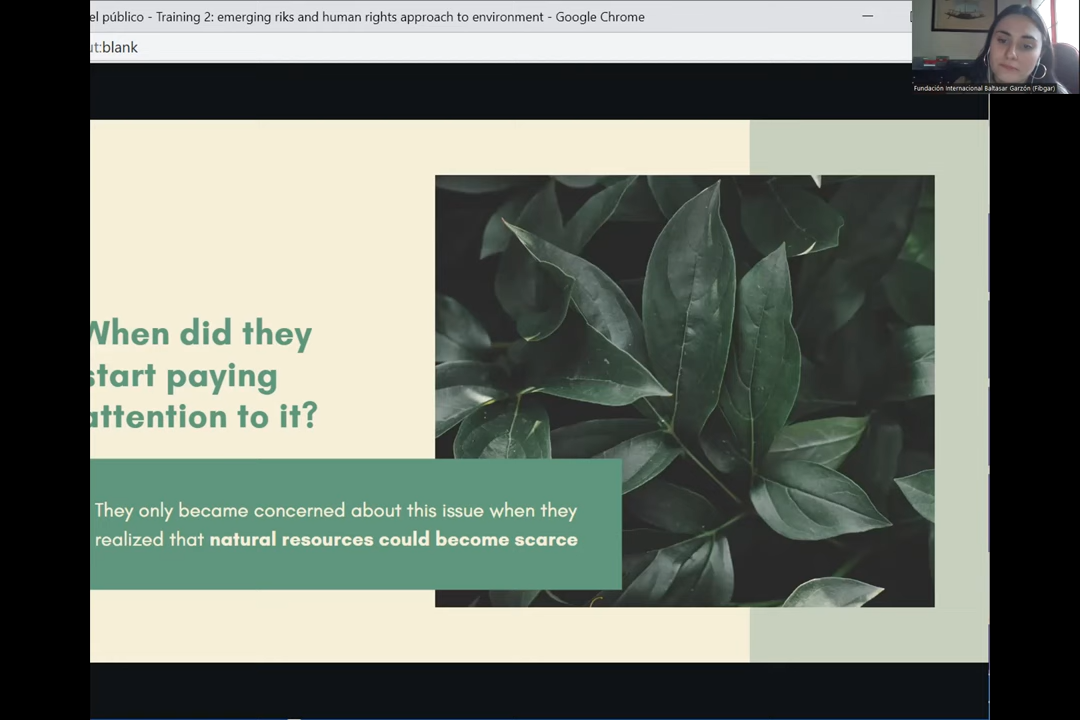 el público - Training 2: emerging riks and human rights approach to environment - Google Chrome
ut:blank
Fundación Internacional Baltasar Garzón (Fibgar)
When did they
start paying
attention to it?
They only became concerned about this issue when they
realized that natural resources could become scarce